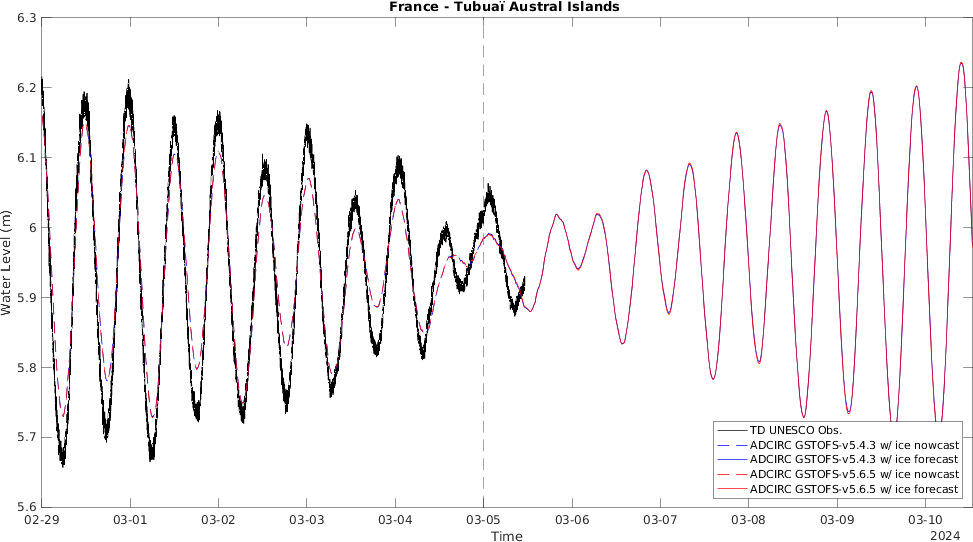 France - Tubuaï Austral Islands
6.3
6.2
6.1
6
5.9
5.8
5.7
5.6
Water Level (m)
TD UNESCO Obs.
ADCIRC GSTOFS-v5.4.3 w/ ice nowcast
ADCIRC GSTOFS-v5.4.3 w/ ice forecast
ADCIRC GSTOFS-v5.6.5 w/ ice nowcast
ADCIRC GSTOFS-v5.6.5 w/ ice forecast
02-29 03-01 03-02 03-03 03-04 03-05 03-06 03-07 03-08 03-09 03-10
Time 2024